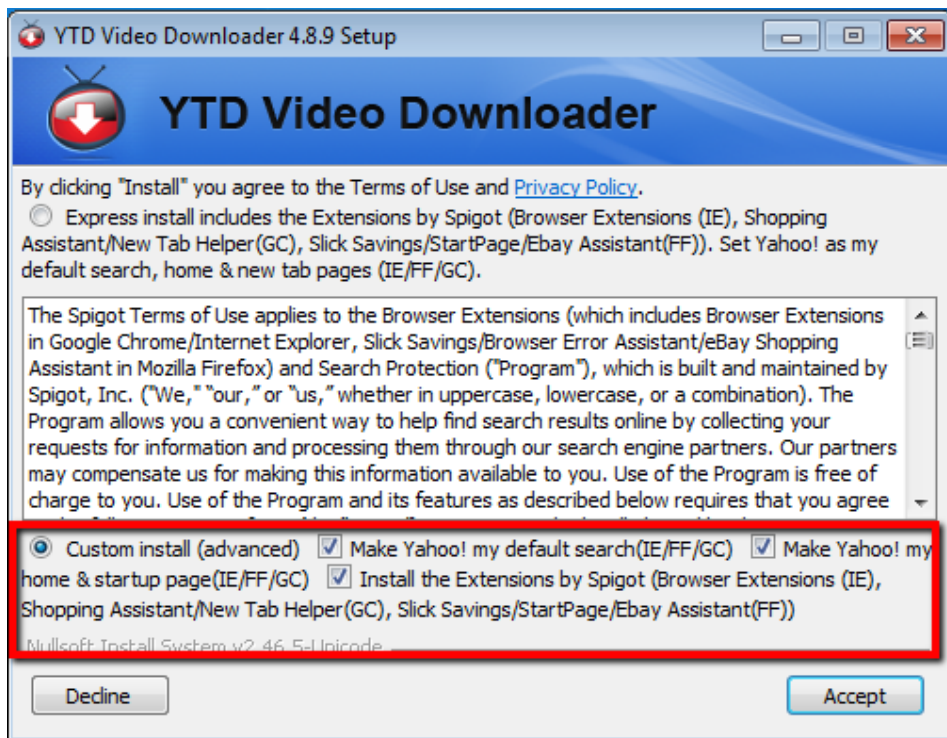 YTD Video Downloader 4.8.9 Setup
YTD Video Downloader
By clicking "Install" you agree to the Terms of Use and Privacy Policy.
Express install includes the Extensions by Spigot (Browser Extensions (IE), Shopping
Assistant/New Tab Helper(GC), Slick Savings/StartPage/Ebay Assistant(FF)). Set Yahoo! as my
default search, home & new tab pages (IE/FF/GC).
The Spigot Terms of Use applies to the Browser Extensions (which includes Browser Extensions
in Google Chrome/Internet Explorer, Slick Savings/Browser Error Assistant/eBay Shopping
Assistant in Mozilla Firefox) and Search Protection ("Program"), which is built and maintained by
Spigot, Inc. ("We," “our,” or “us,” whether in uppercase, lowercase, or a combination). The
Program allows you a convenient way to help find search results online by collecting your
requests for information and processing them through our search engine partners. Our partners
may compensate us for making this information available to you. Use of the Program is free of
charge to you. Use of the Program and its features as described below requires that you agree
Custom install (advanced) Make Yahoo! my default search(IE/FF/GC) Make Yahoo! my
home & startup page(IE/FF/GC) Install the Extensions by Spigot (Browser Extensions (IE),
Shopping Assistant/New Tab Helper(GC), Slick Savings/StartPage/Ebay Assistant(FF))
Nullsoft Install System v2.46.5-Unicode
Decline
Accept